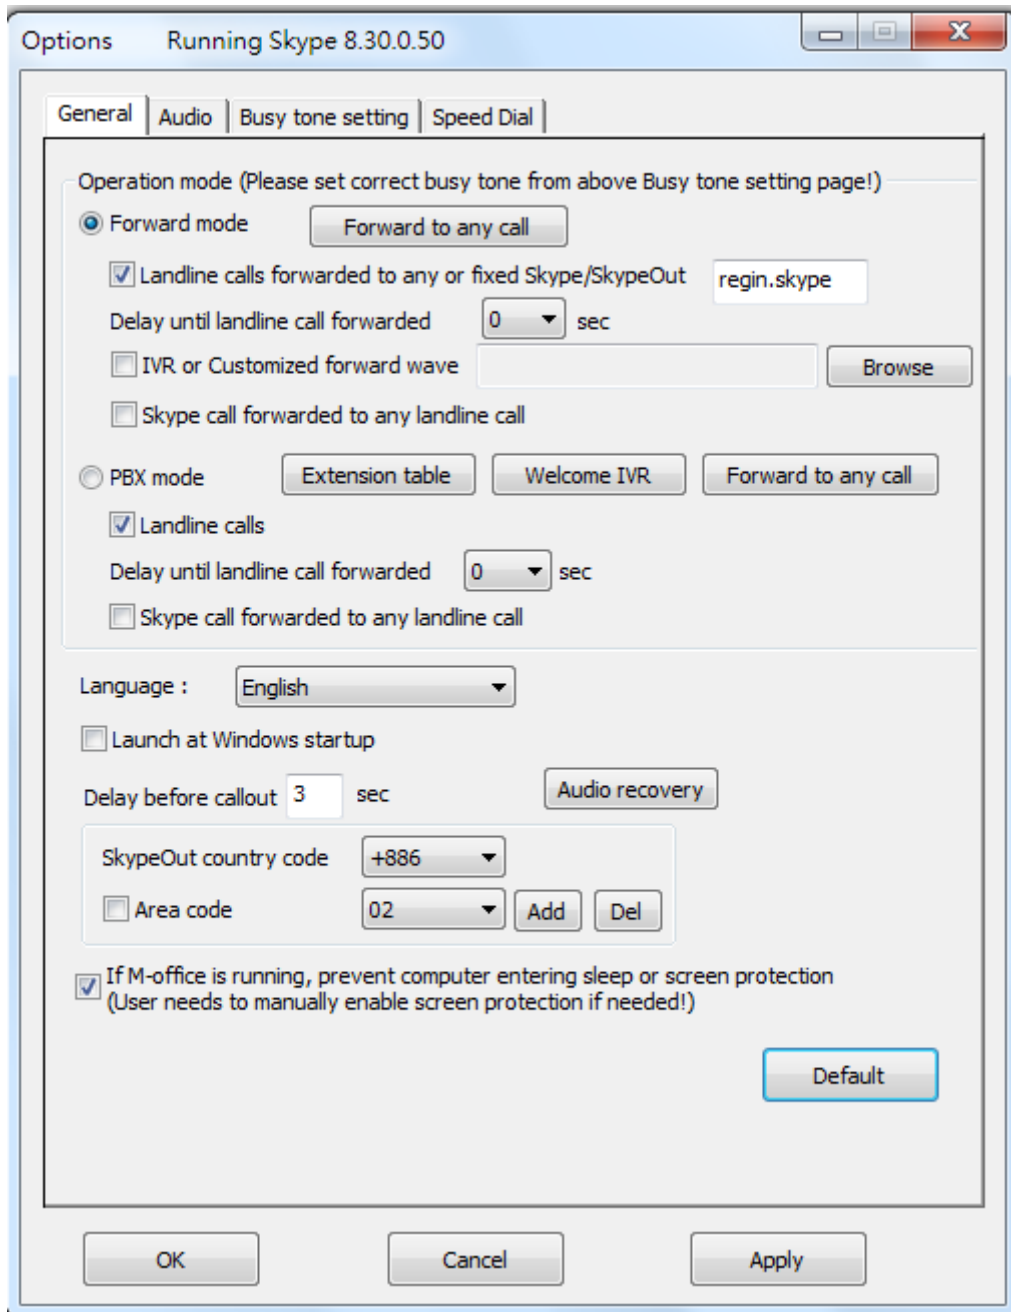 Options Running Skype 8.30.0.50
General Audio Busy tone setting Speed Dial
Operation mode (Please set correct busy tone from above Busy tone setting page!)
Forward mode Forward to any call
Landline calls forwarded to any or fixed Skype/SkypeOut regin.skype
Delay until landline call forwarded 0 sec
IVR or Customized forward wave Browse
Skype call forwarded to any landline call
PBX mode Extension table Welcome IVR Forward to any call
Landline calls
Delay until landline call forwarded 0 sec
Skype call forwarded to any landline call
Language : English
Launch at Windows startup
Delay before callout 3 sec Audio recovery
SkypeOut country code +886
Area code 02 Add Del
If M-office is running, prevent computer entering sleep or screen protection
(User needs to manually enable screen protection if needed!)
Default
OK Cancel Apply